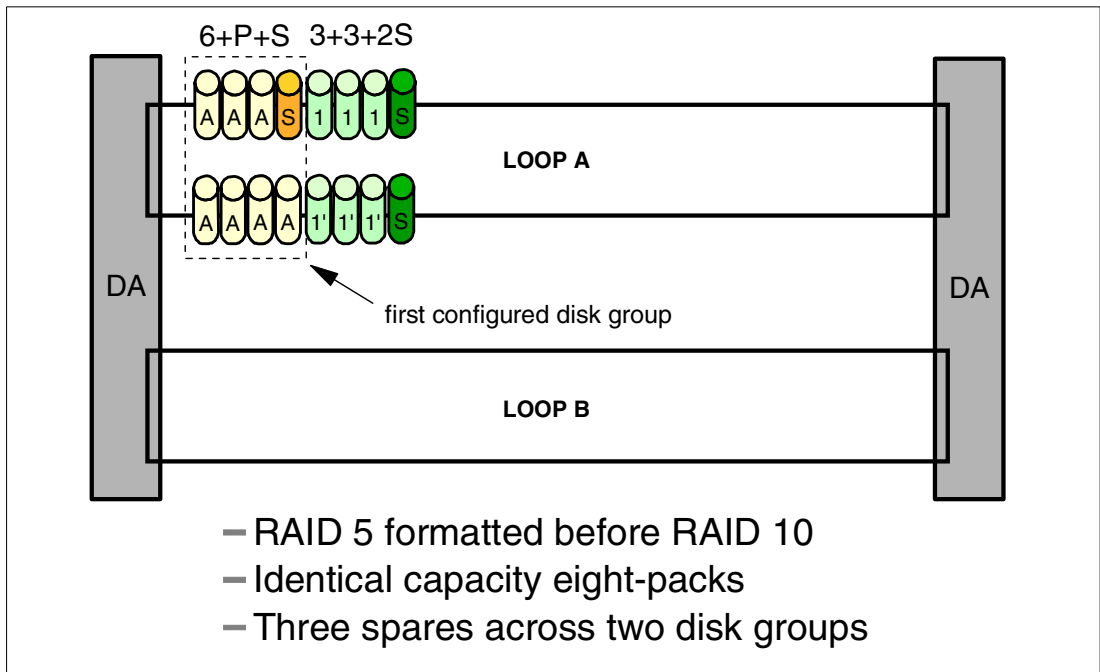 6+P+S 3+3+2S
A A A S 1 1 1 S
LOOP A
A A A A 1' 1' 1' S
DA
DA
first configured disk group
LOOP B
– RAID 5 formatted before RAID 10
– Identical capacity eight-packs
– Three spares across two disk groups